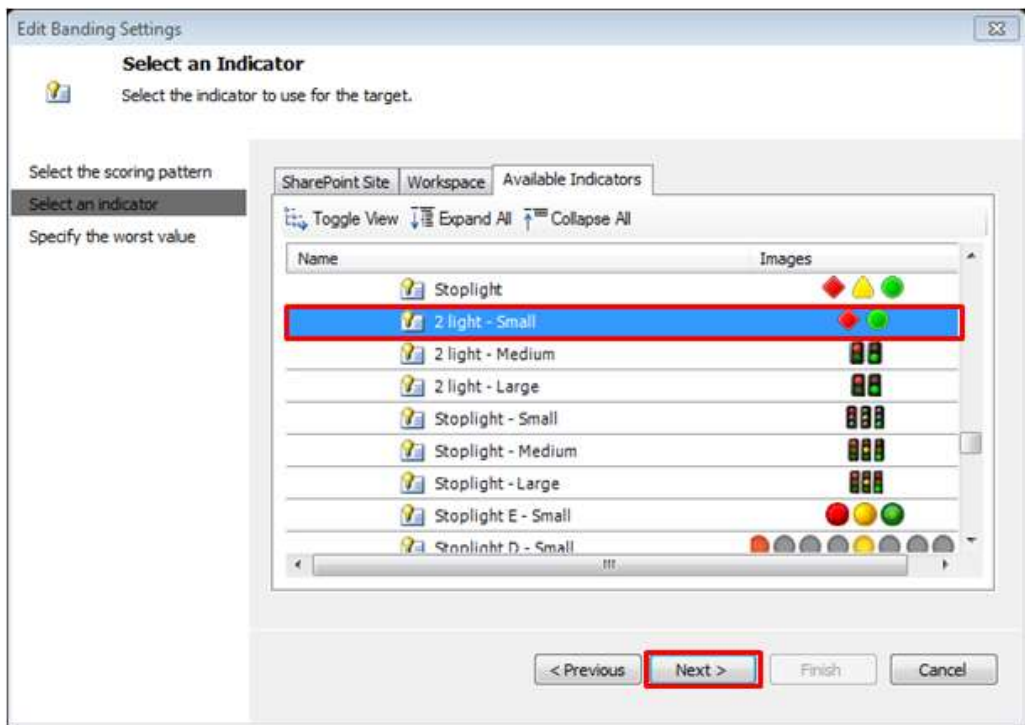 Edit Banding Settings
Select an Indicator
Select the indicator to use for the target.
Select the scoring pattern
Select an indicator
Specify the worst value
SharePoint Site Workspace Available Indicators
Toggle View Expand All Collapse All
Name Images
Stoplight
2 light - Small
2 light - Medium
2 light - Large
Stoplight - Small
Stoplight - Medium
Stoplight - Large
Stoplight E - Small
Stoplight D - Small
< Previous Next > Finish Cancel